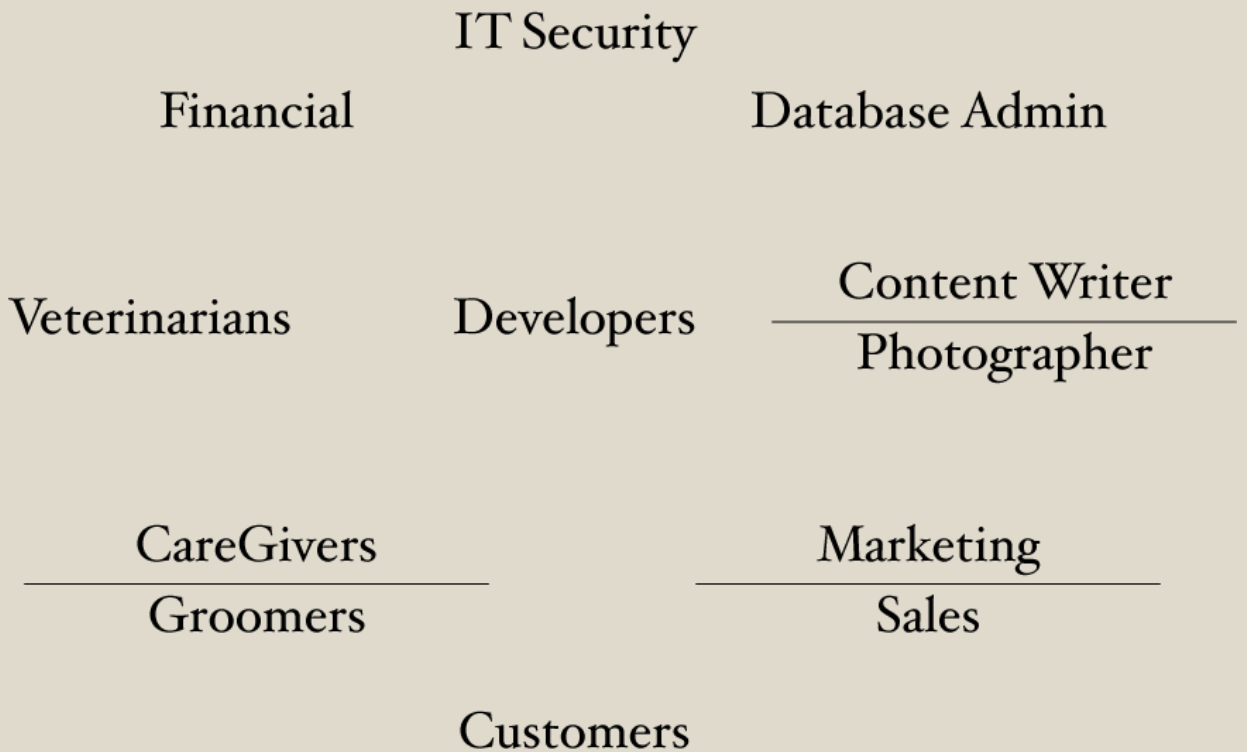 IT Security
Financial
Database Admin
Veterinarians
Developers
Content Writer
Photographer
CareGivers
Groomers
Marketing
Sales
Customers